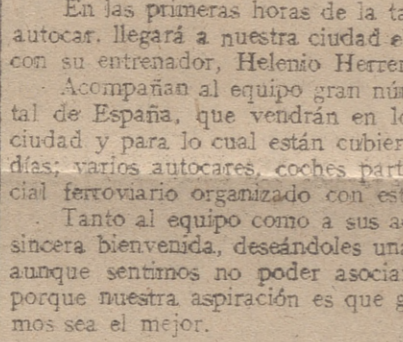 En las primeras horas de la ta
autocar, llegará a nuestra ciudad e
con su entrenador, Helenio Herrer
Acompañan al equipo gran núm
tal de España, que vendrán en lo
ciudad y para lo cual están cubier
días; varios autocares, coches part
cial ferroviario organizado con est
Tanto al equipo como a sus a
sincera bienvenida, deseándoles una
aunque sentimos no poder asocia
porque nuestra aspiración es que g
mos sea el mejor.